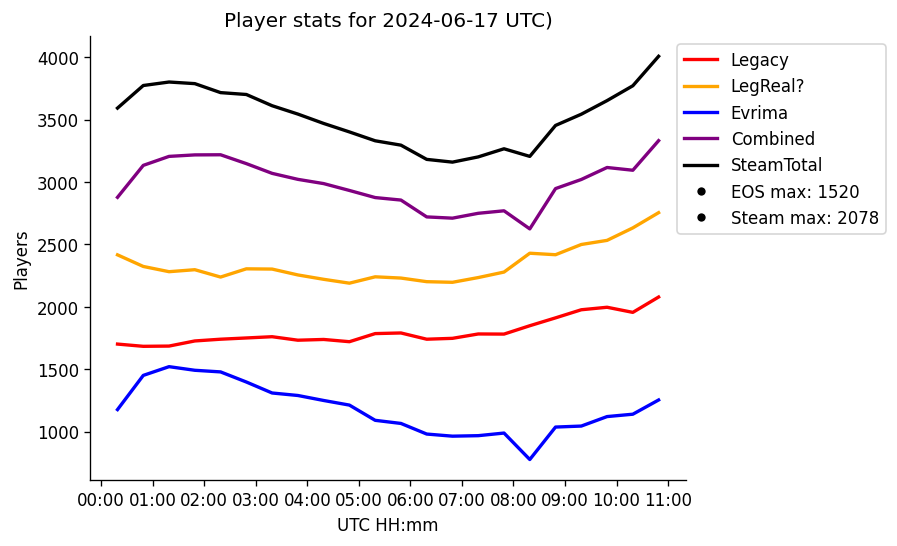 Player stats for 2024-06-17 UTC)
4000
3500
3000
2500
2000
1500
1000
Players
00:00 01:00 02:00 03:00 04:00 05:00 06:00 07:00 08:00 09:00 10:00 11:00
UTC HH:mm
Legacy
LegReal?
Evrima
Combined
SteamTotal
EOS max: 1520
Steam max: 2078